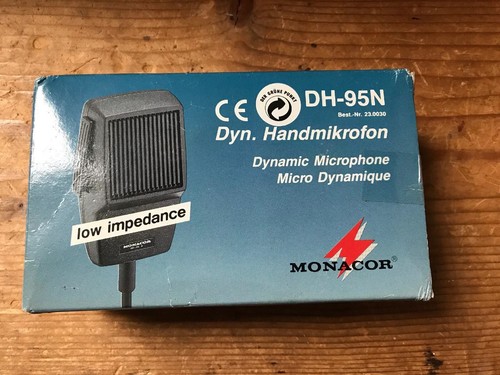 CE
DER GRÜNE PUNKT
DH-95N
Best.-Nr. 23.0030
Dyn. Handmikrofon
Dynamic Microphone
Micro Dynamique
low impedance
MONACOR
MONACOR®